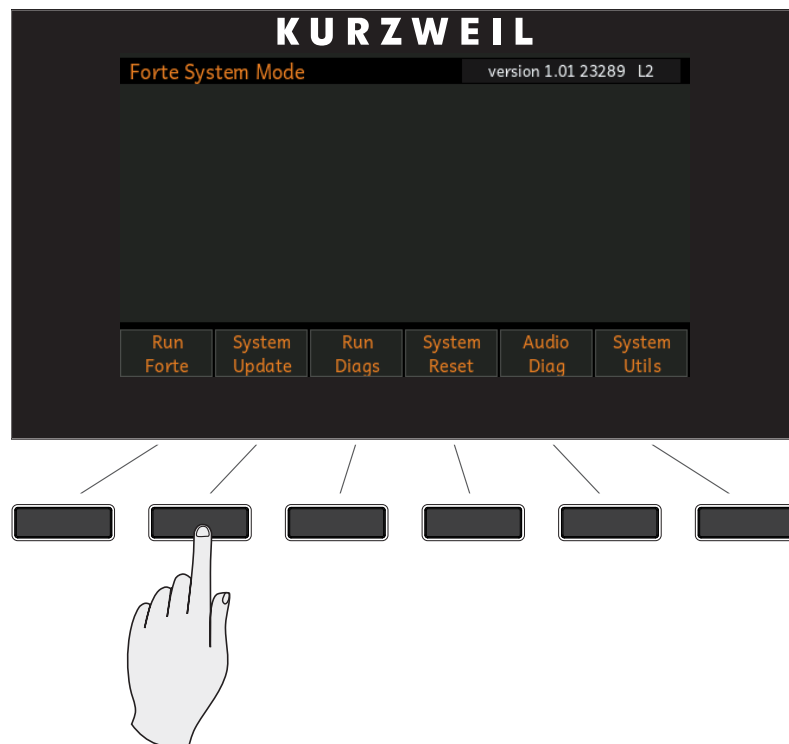 KURZWEIL
Forte System Mode version 1.01 23289 L2
Run System Run System Audio System
Forte Update Diags Reset Diag Utils